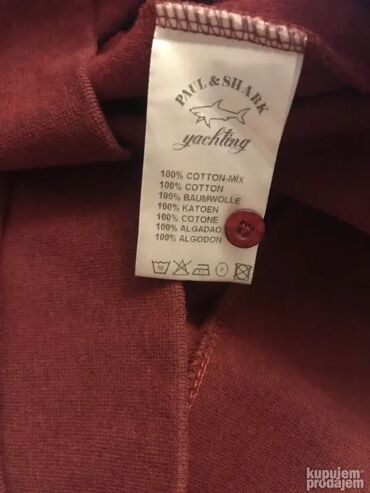 PAUL & SHARK
yachting
100% COTTON-MIX
100% COTTON
100% BAUMWOLLE
100% KATOEN
100% COTONE
100% ALGADAO
100% ALGODON
kupujem
prodajem